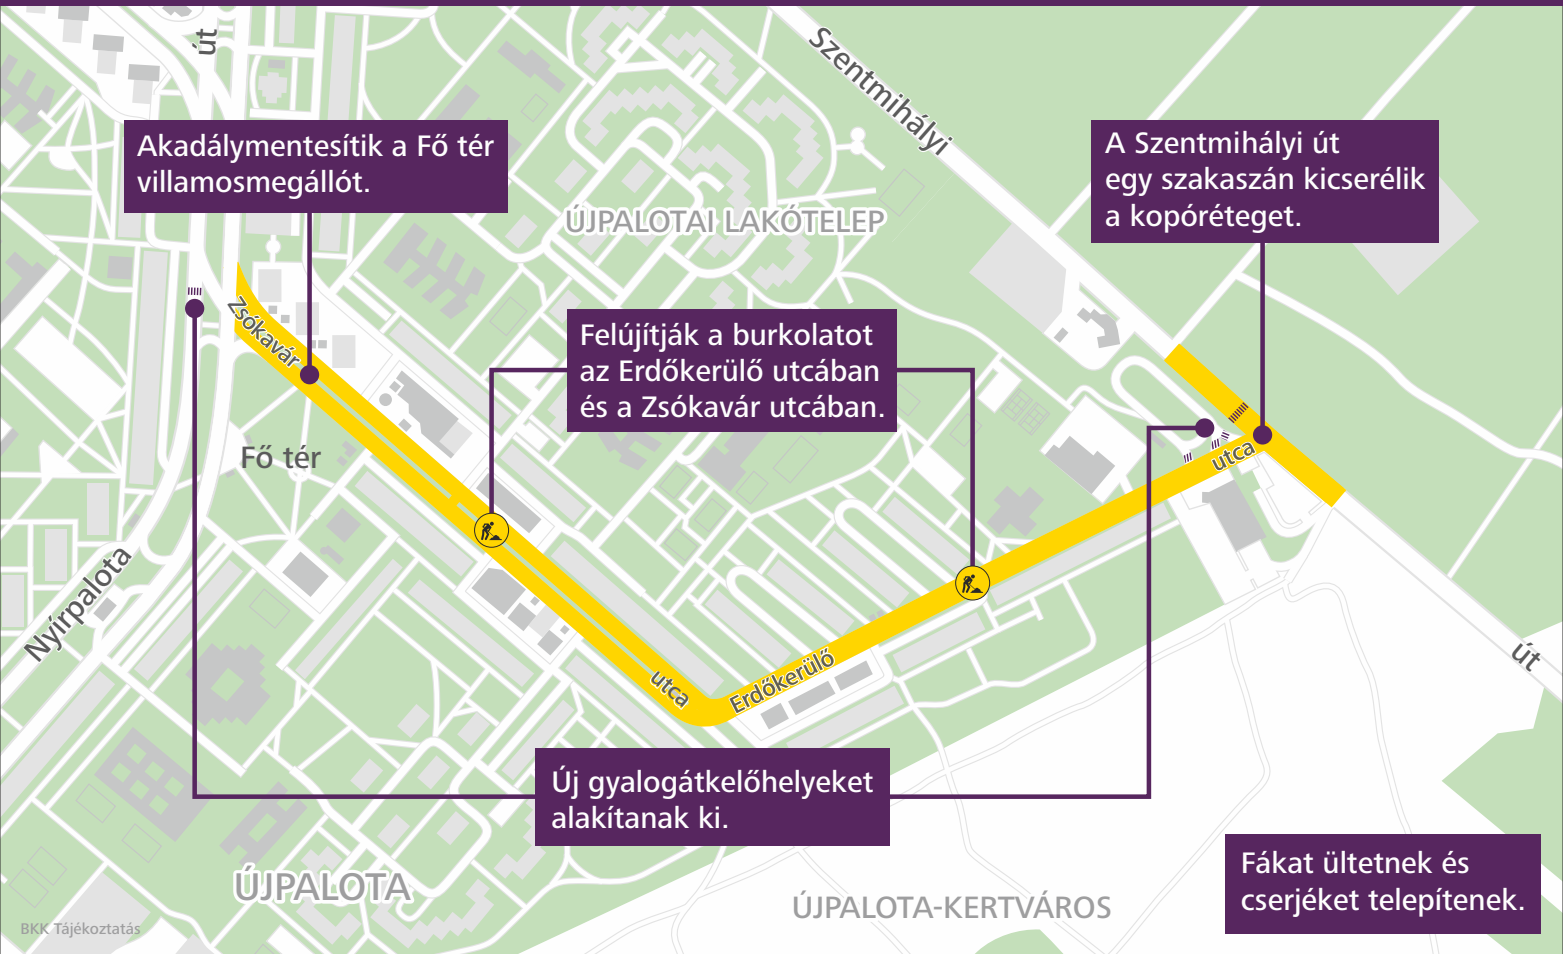 út
Szentmihályi
Akadálymentesítik a Fő tér
villamosmegállót.
A Szentmihályi út
egy szakaszán kicserélik
a kopóréteget.
ÚJPALOTAI LAKÓTELEP
Zsókavár
Felújítják a burkolatot
az Erdőkerülő utcában
és a Zsókavár utcában.
Fő tér
utca
Nyírpalota
út
utca
Erdőkerülő
Új gyalogátkelőhelyeket
alakítanak ki.
Fákat ültetnek és
cserjéket telepítenek.
ÚJPALOTA
ÚJPALOTA-KERTVÁROS
BKK Tájékoztatás